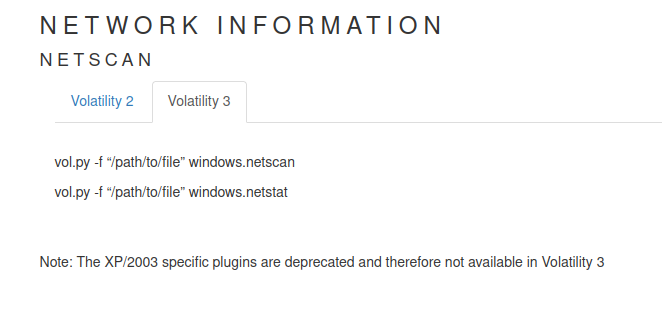 NETWORK INFORMATION
NETSCAN
Volatility 2 Volatility 3
vol.py -f “/path/to/file” windows.netscan
vol.py -f “/path/to/file” windows.netstat
Note: The XP/2003 specific plugins are deprecated and therefore not available in Volatility 3